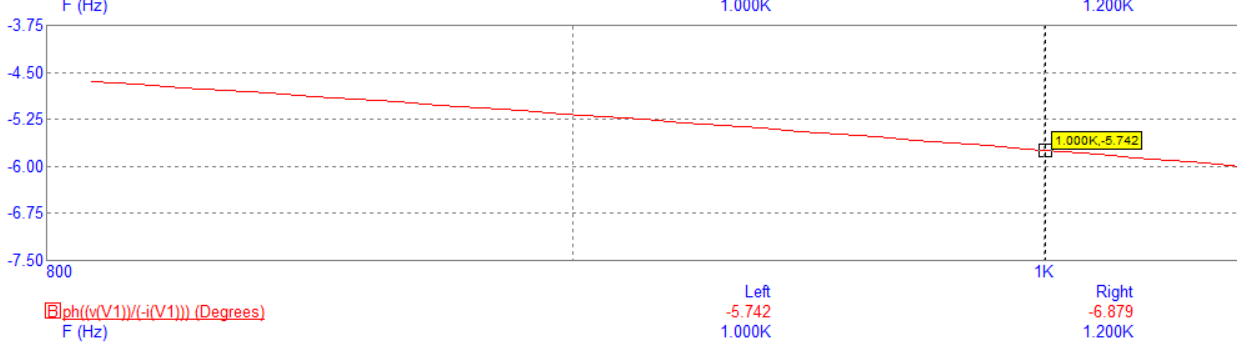 F (Hz) 1.000K 1.200K
-3.75
-4.50
-5.25
1.000K,-5.742
-6.00
-6.75
-7.50
800 1K
Left Right
B ph((v(V1))/(-i(V1))) (Degrees) -5.742 -6.879
F (Hz) 1.000K 1.200K